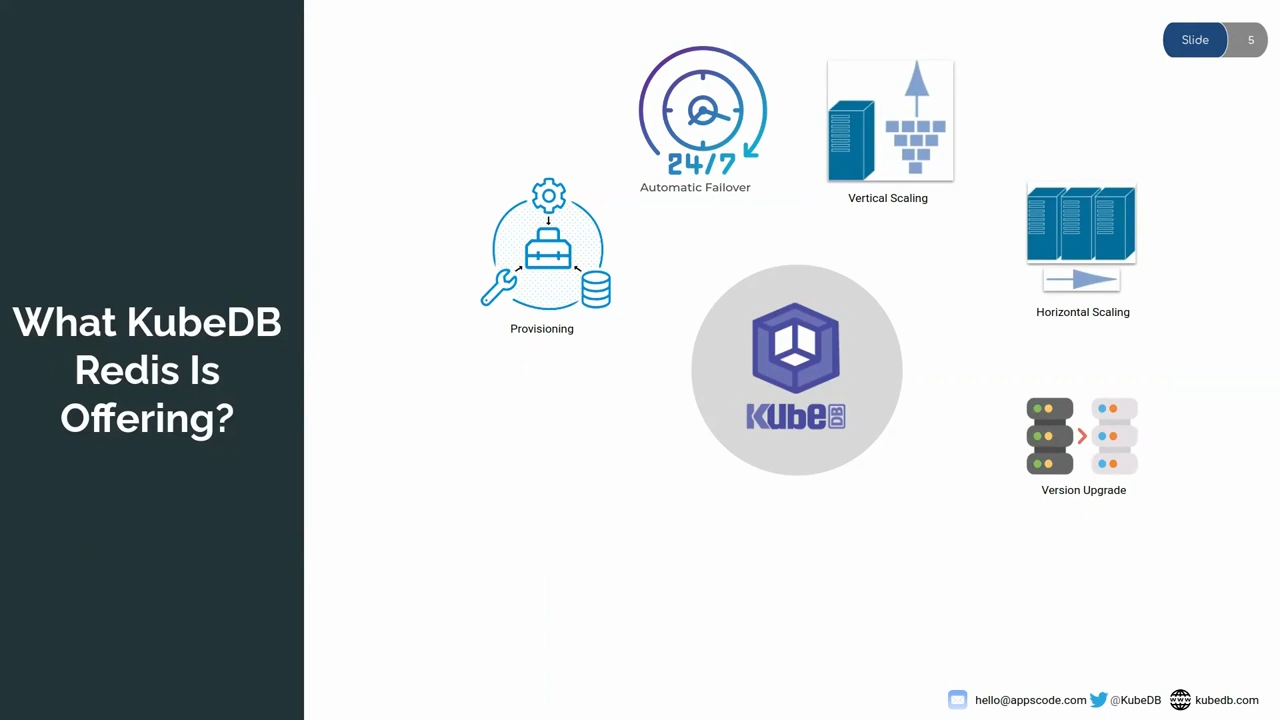 What KubeDB
Redis Is
Offering?
Slide 5
24/7
Automatic Failover
Vertical Scaling
Provisioning
Horizontal Scaling
KubeDB
Version Upgrade
hello@appscode.com @KubeDB kubedb.com